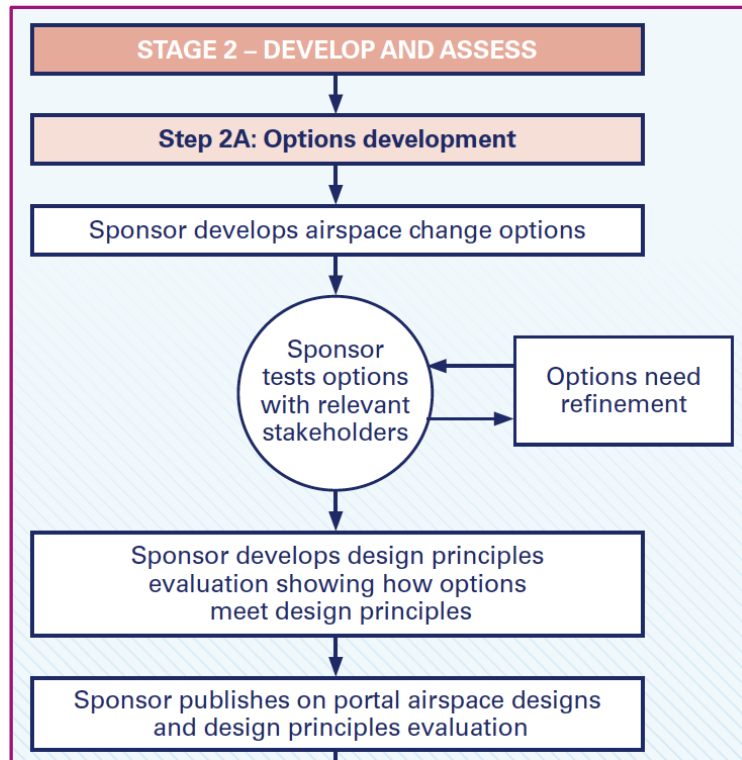 STAGE 2 – DEVELOP AND ASSESS
Step 2A: Options development
Sponsor develops airspace change options
Sponsor
tests options
with relevant
stakeholders
Options need
refinement
Sponsor develops design principles
evaluation showing how options
meet design principles
Sponsor publishes on portal airspace designs
and design principles evaluation